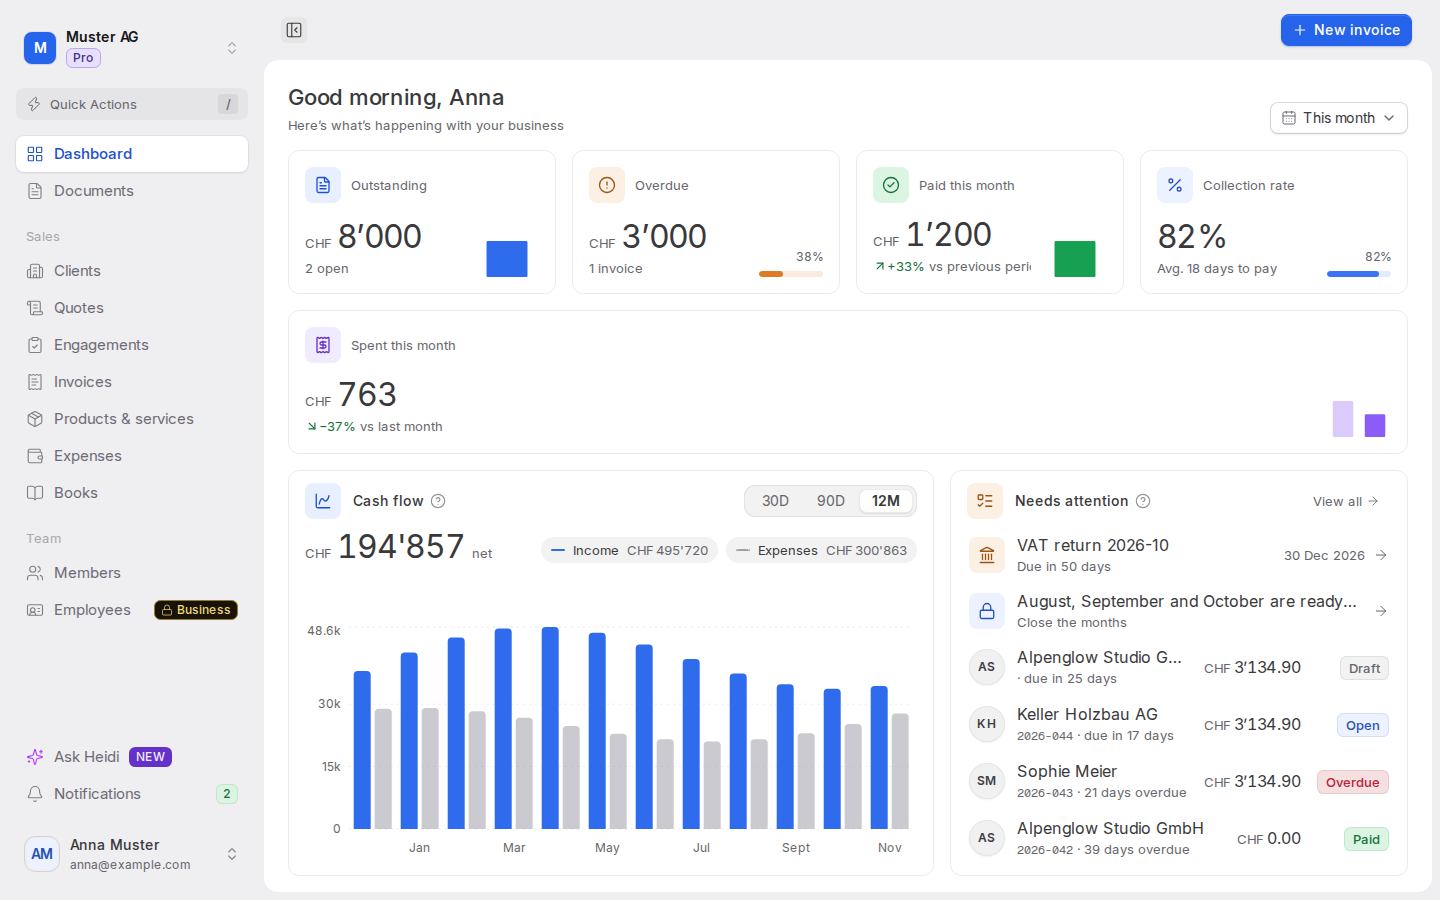 Muster AG
Pro
Quick Actions /
Dashboard
Documents
Sales
Clients
Quotes
Engagements
Invoices
Products & services
Expenses
Books
Team
Members
Employees Business
Ask Heidi NEW
Notifications 2
AM Anna Muster
anna@example.com
M
New invoice
Good morning, Anna
Here’s what’s happening with your business
This month
Outstanding
CHF 8’000
2 open
Overdue
CHF 3’000
1 invoice
38%
Paid this month
CHF 1’200
+33% vs previous peri
Collection rate
82%
Avg. 18 days to pay
82%
Spent this month
CHF 763
−37% vs last month
Cash flow
30D 90D 12M
CHF 194'857 net
Income CHF 495'720
Expenses CHF 300'863
48.6k
30k
15k
0
Jan Mar May Jul Sept Nov
Needs attention
View all
VAT return 2026-10
Due in 50 days
30 Dec 2026
August, September and October are ready…
Close the months
AS Alpenglow Studio G… CHF 3’134.90 Draft
· due in 25 days
KH Keller Holzbau AG CHF 3’134.90 Open
2026-044 · due in 17 days
SM Sophie Meier CHF 3’134.90 Overdue
2026-043 · 21 days overdue
AS Alpenglow Studio GmbH CHF 0.00 Paid
2026-042 · 39 days overdue